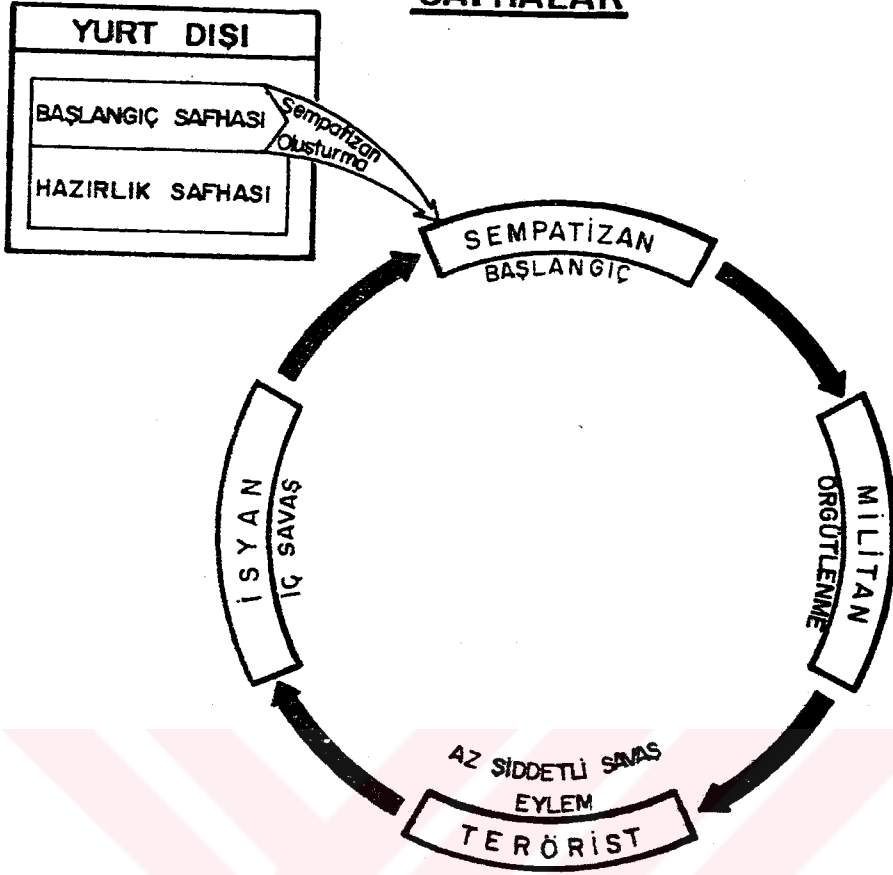 SAFHALAR
YURT DIŞI
BAŞLANGIÇ SAFHASI
HAZIRLIK SAFHASI
Sempatizan
Oluşturma
SEMPATİZAN
BAŞLANGIÇ
MİLİTAN
ÖRGÜTLENME
AZ ŞİDDETLİ SAVAŞ
EYLEM
TERÖRİST
İSYAN
İÇ SAVAŞ